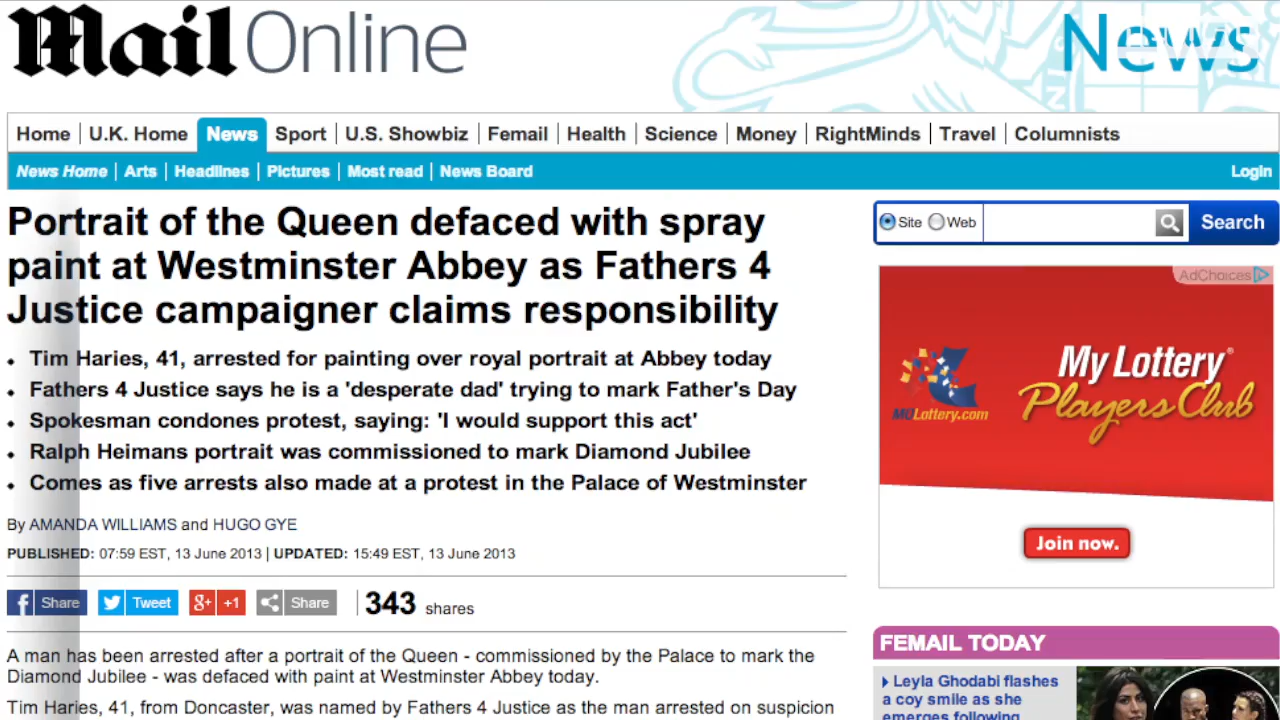 Mail Online
News
Home U.K. Home News Sport U.S. Showbiz Femail Health Science Money RightMinds Travel Columnists
News Home Arts Headlines Pictures Most read News Board Login
Portrait of the Queen defaced with spray
paint at Westminster Abbey as Fathers 4
Justice campaigner claims responsibility
• Tim Haries, 41, arrested for painting over royal portrait at Abbey today
• Fathers 4 Justice says he is a 'desperate dad' trying to mark Father's Day
• Spokesman condones protest, saying: 'I would support this act'
• Ralph Heimans portrait was commissioned to mark Diamond Jubilee
• Comes as five arrests also made at a protest in the Palace of Westminster
By AMANDA WILLIAMS and HUGO GYE
PUBLISHED: 07:59 EST, 13 June 2013 | UPDATED: 15:49 EST, 13 June 2013
Share Tweet +1 Share 343 shares
A man has been arrested after a portrait of the Queen - commissioned by the Palace to mark the
Diamond Jubilee - was defaced with paint at Westminster Abbey today.
Tim Haries, 41, from Doncaster, was named by Fathers 4 Justice as the man arrested on suspicion
Site Web Search
AdChoices
My Lottery®
Players Club
MOLottery.com
Join now.
FEMAIL TODAY
Leyla Ghodabi flashes
a coy smile as she
emerges following